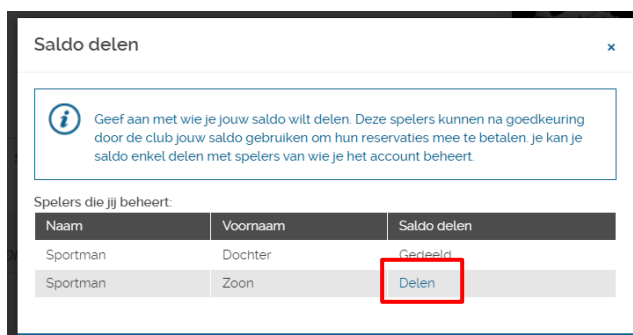 Saldo delen
×
Geef aan met wie je jouw saldo wilt delen. Deze spelers kunnen na goedkeuring
door de club jouw saldo gebruiken om hun reservaties mee te betalen. je kan je
saldo enkel delen met spelers van wie je het account beheert.
Spelers die jij beheert:
Naam Voornaam Saldo delen
Sportman Dochter Gedeeld
Sportman Zoon Delen